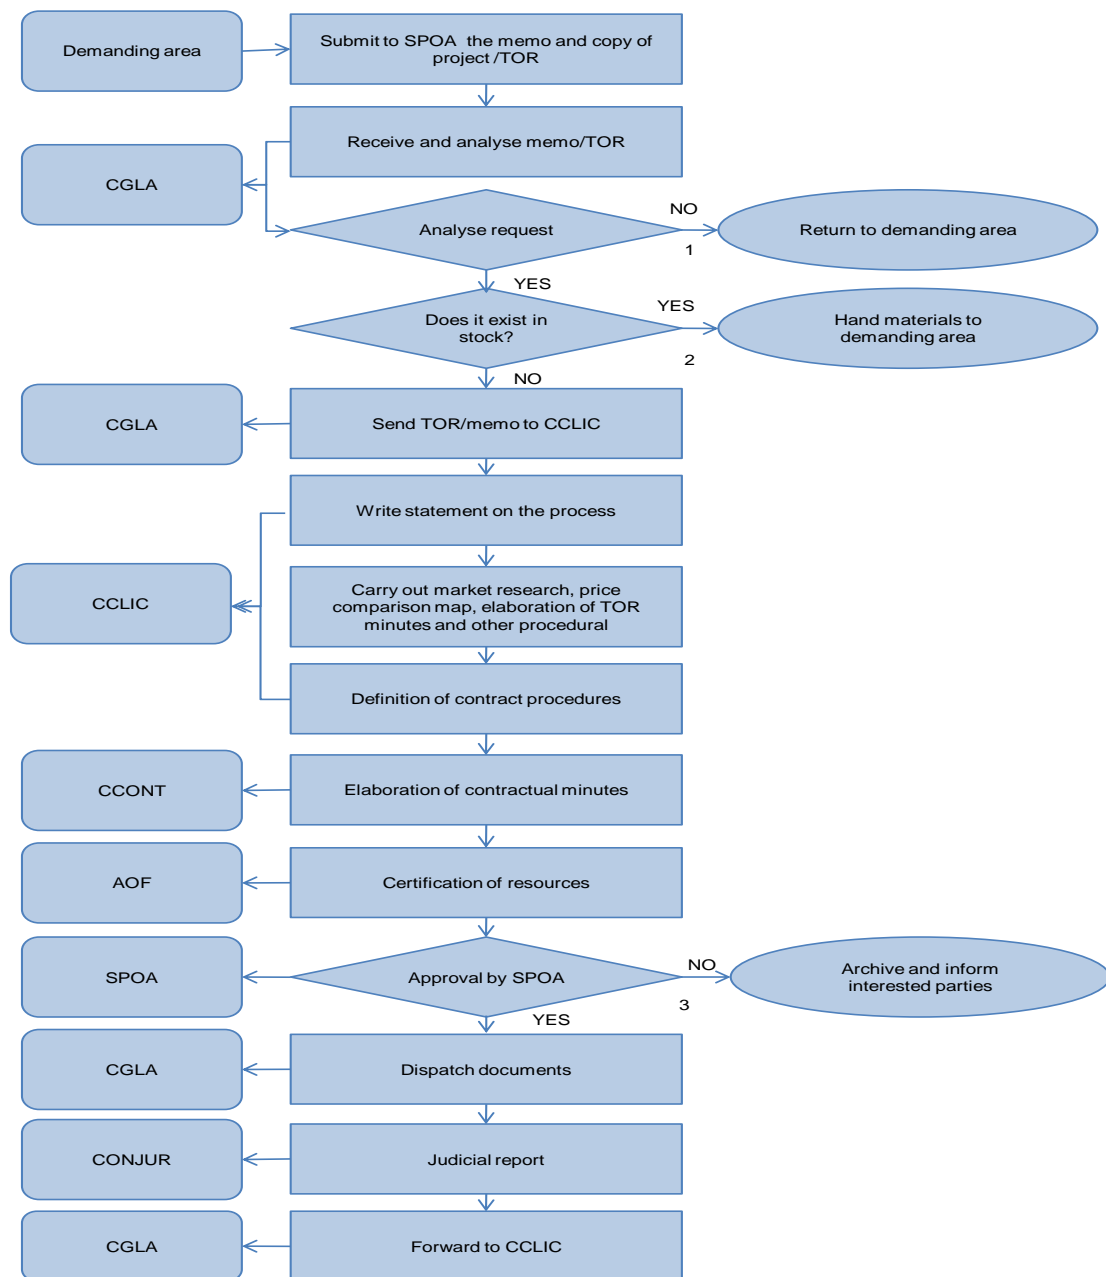 Demanding area
Submit to SPOA the memo and copy of
project /TOR
Receive and analyse memo/TOR
CGLA
Analyse request
NO
1
Return to demanding area
YES
Does it exist in
stock?
YES
2
Hand materials to
demanding area
NO
CGLA
Send TOR/memo to CCLIC
Write statement on the process
CCLIC
Carry out market research, price
comparison map, elaboration of TOR
minutes and other procedural
Definition of contract procedures
CCONT
Elaboration of contractual minutes
AOF
Certification of resources
SPOA
Approval by SPOA
NO
3
Archive and inform
interested parties
YES
CGLA
Dispatch documents
CONJUR
Judicial report
CGLA
Forward to CCLIC